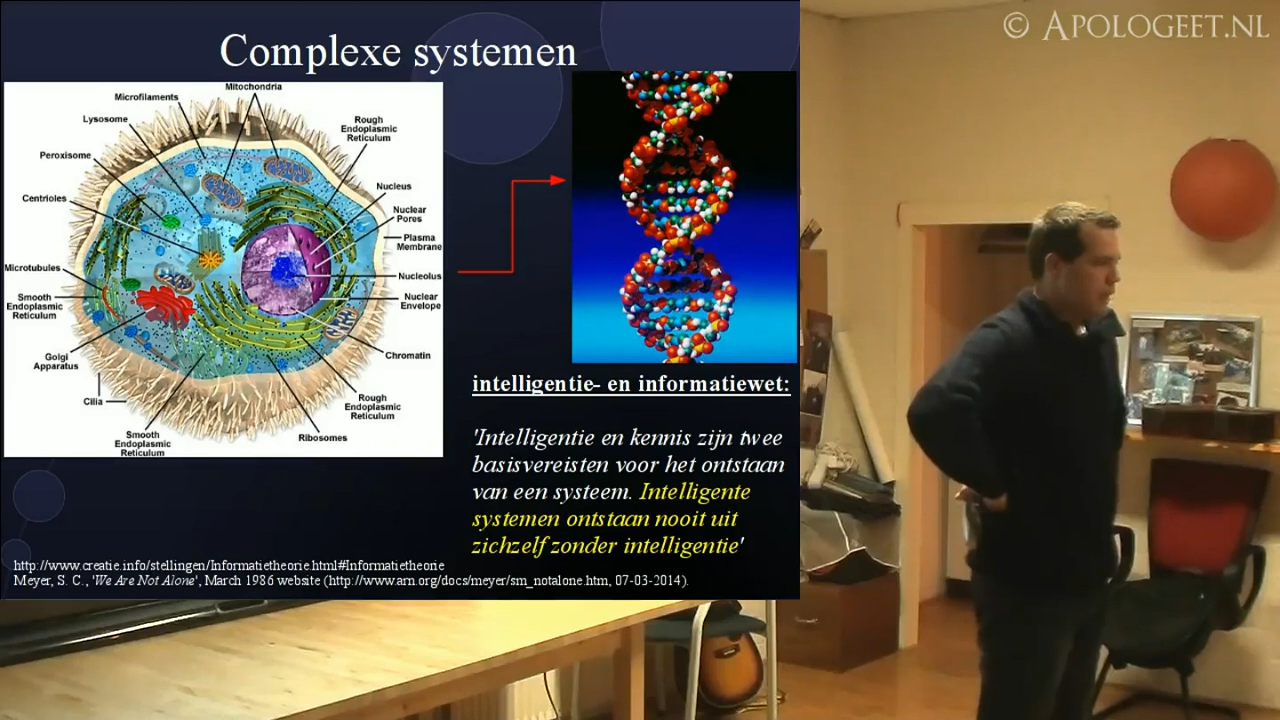 © APOLOGEET.NL
Complexe systemen
Mitochondria
Microfilaments
Lysosome
Rough
Endoplasmic
Reticulum
Peroxisome
Nucleus
Centrioles
Nuclear
Pores
Plasma
Membrane
Microtubules
Nucleolus
Smooth
Endoplasmic
Reticulum
Nuclear
Envelope
Golgi
Apparatus
Chromatin
Cilia
Rough
Endoplasmic
Reticulum
Smooth
Endoplasmic
Reticulum
Ribosomes
intelligentie- en informatiewet:
'Intelligentie en kennis zijn twee
basisvereisten voor het ontstaan
van een systeem. Intelligente
systemen ontstaan nooit uit
zichzelf zonder intelligentie'
http://www.creatie.info/stellingen/Informatietheorie.html#Informatietheorie
Meyer, S. C., 'We Are Not Alone', March 1986 website (http://www.arn.org/docs/meyer/sm_notalone.htm, 07-03-2014).